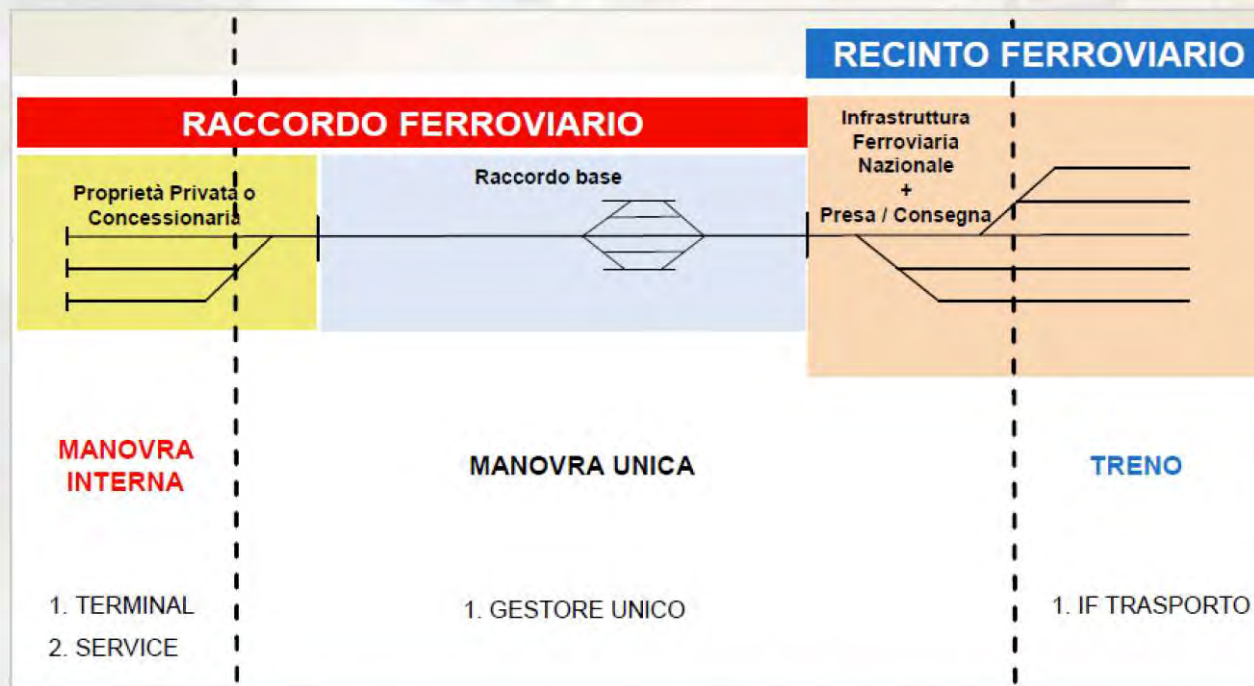 RECINTO FERROVIARIO
RACCORDO FERROVIARIO
Infrastruttura
Ferroviaria
Nazionale
+
Presa / Consegna
Proprietà Privata o
Concessionaria
Raccordo base
MANOVRA
INTERNA
MANOVRA UNICA
TRENO
1. TERMINAL
2. SERVICE
1. GESTORE UNICO
1. IF TRASPORTO